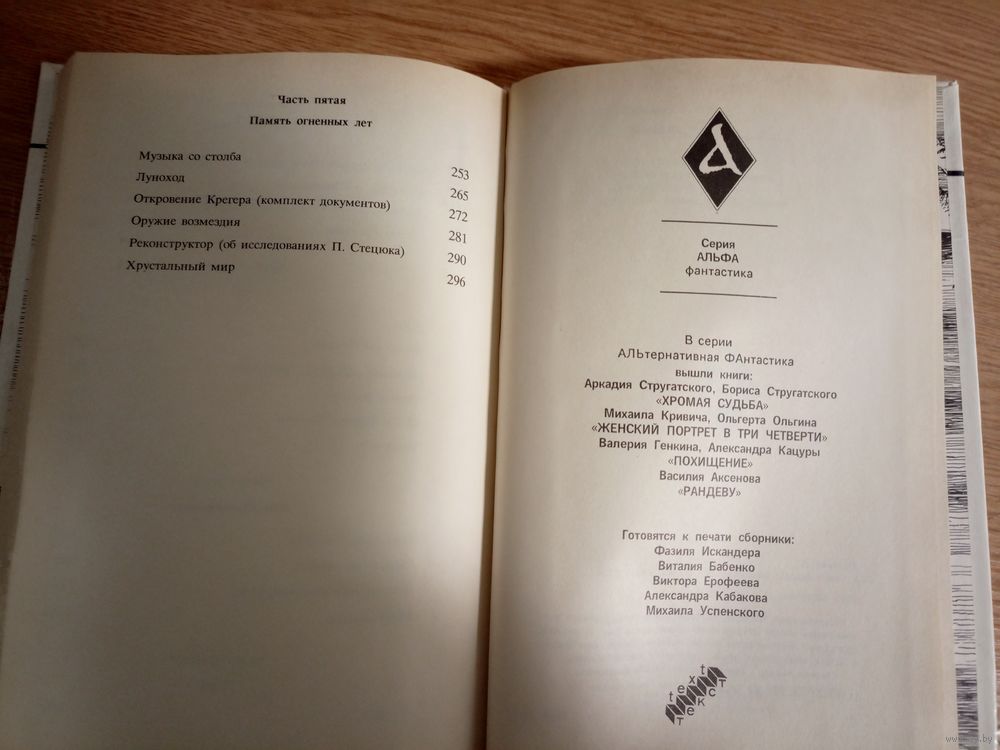 Часть пятая
Память огненных лет
Музыка со столба 253
Луноход 265
Откровение Крегера (комплект документов) 272
Оружие возмездия 281
Реконструктор (об исследованиях П. Стецюка) 290
Хрустальный мир 296
Серия
АЛЬФА
фантастика
В серии
АЛЬтернативная ФАнтастика
вышли книги:
Аркадия Стругатского, Бориса Стругатского
«ХРОМАЯ СУДЬБА»
Михаила Кривича, Ольгерта Ольгина
«ЖЕНСКИЙ ПОРТРЕТ В ТРИ ЧЕТВЕРТИ»
Валерия Генкина, Александра Кацуры
«ПОХИЩЕНИЕ»
Василия Аксенова
«РАНДЕВУ»
Готовятся к печати сборники:
Фазиля Искандера
Виталия Бабенко
Виктора Ерофеева
Александра Кабакова
Михаила Успенского
text
текст